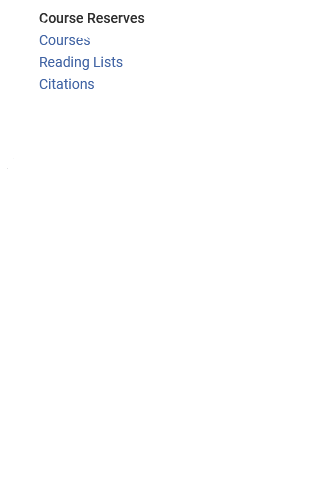 Course Reserves
Courses
Reading Lists
Citations